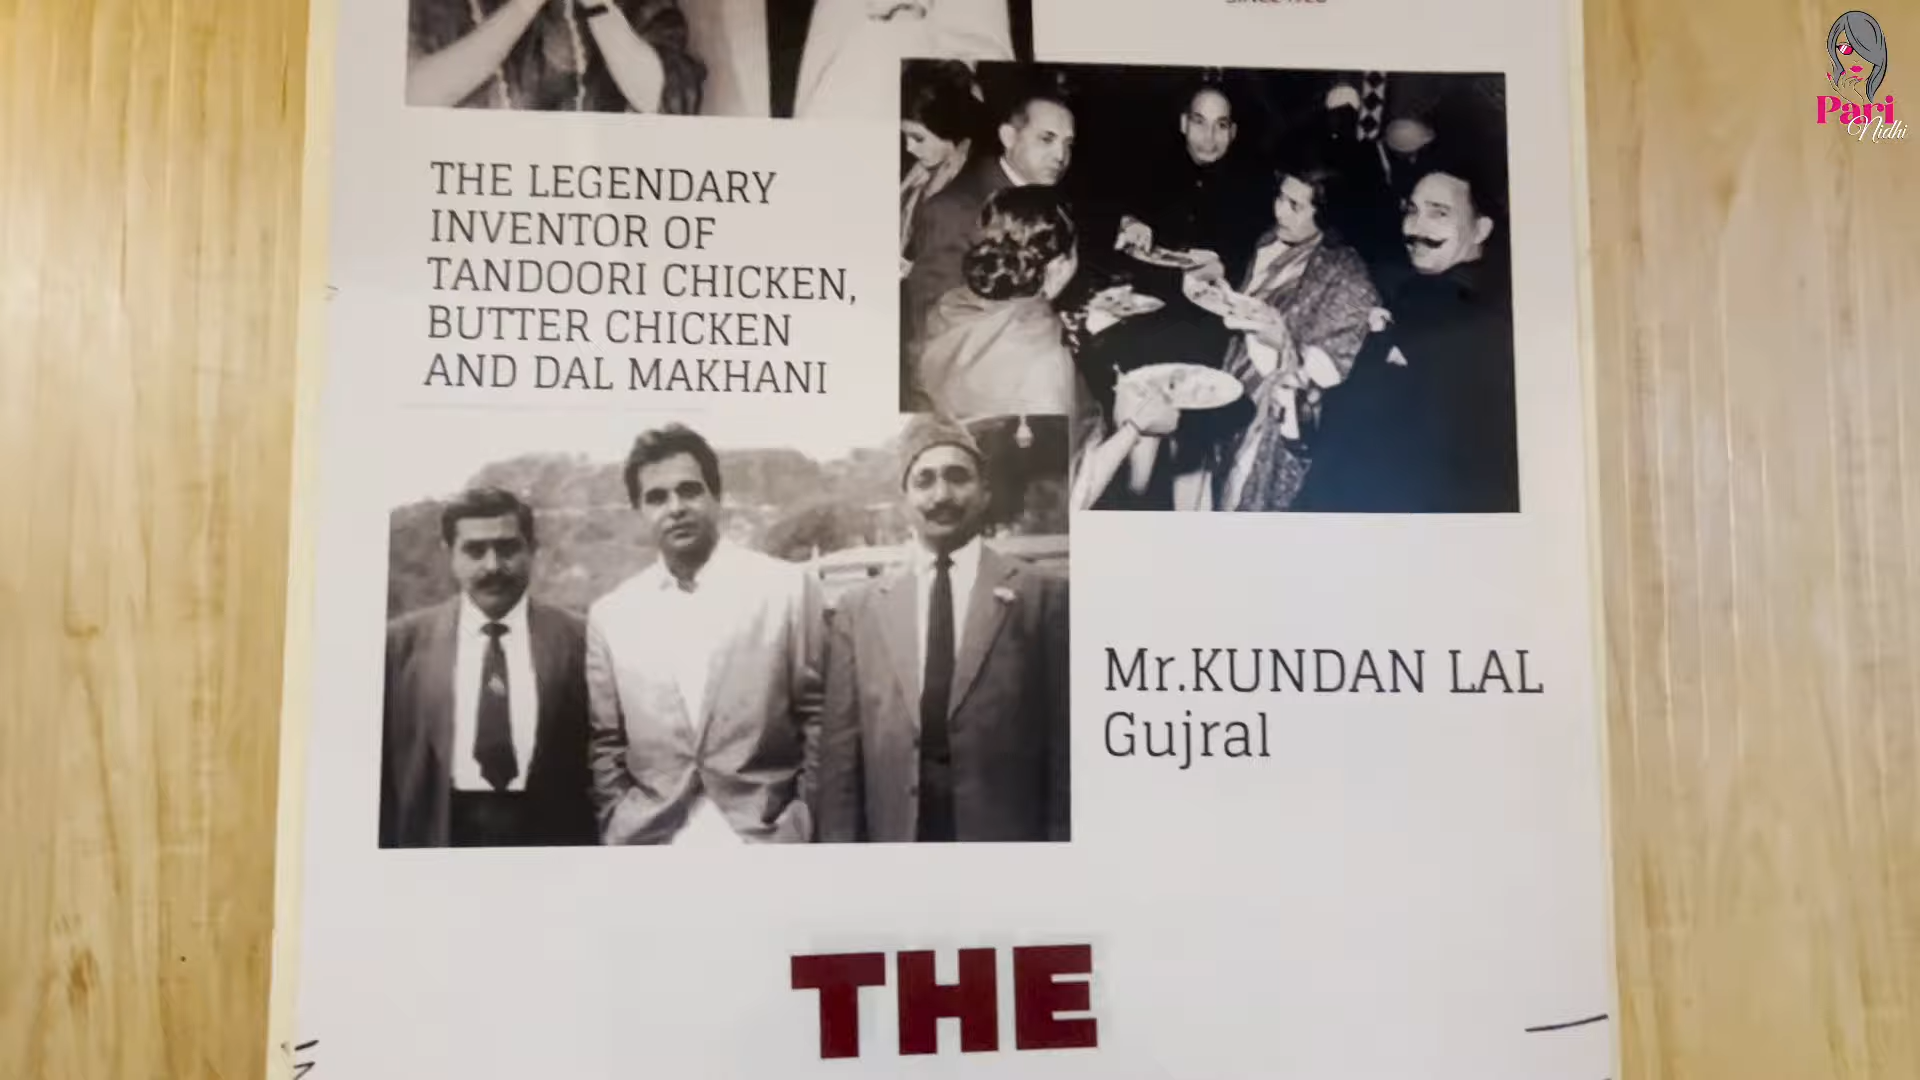 Pari
Nidhi
THE LEGENDARY
INVENTOR OF
TANDOORI CHICKEN,
BUTTER CHICKEN
AND DAL MAKHANI
Mr.KUNDAN LAL
Gujral
THE